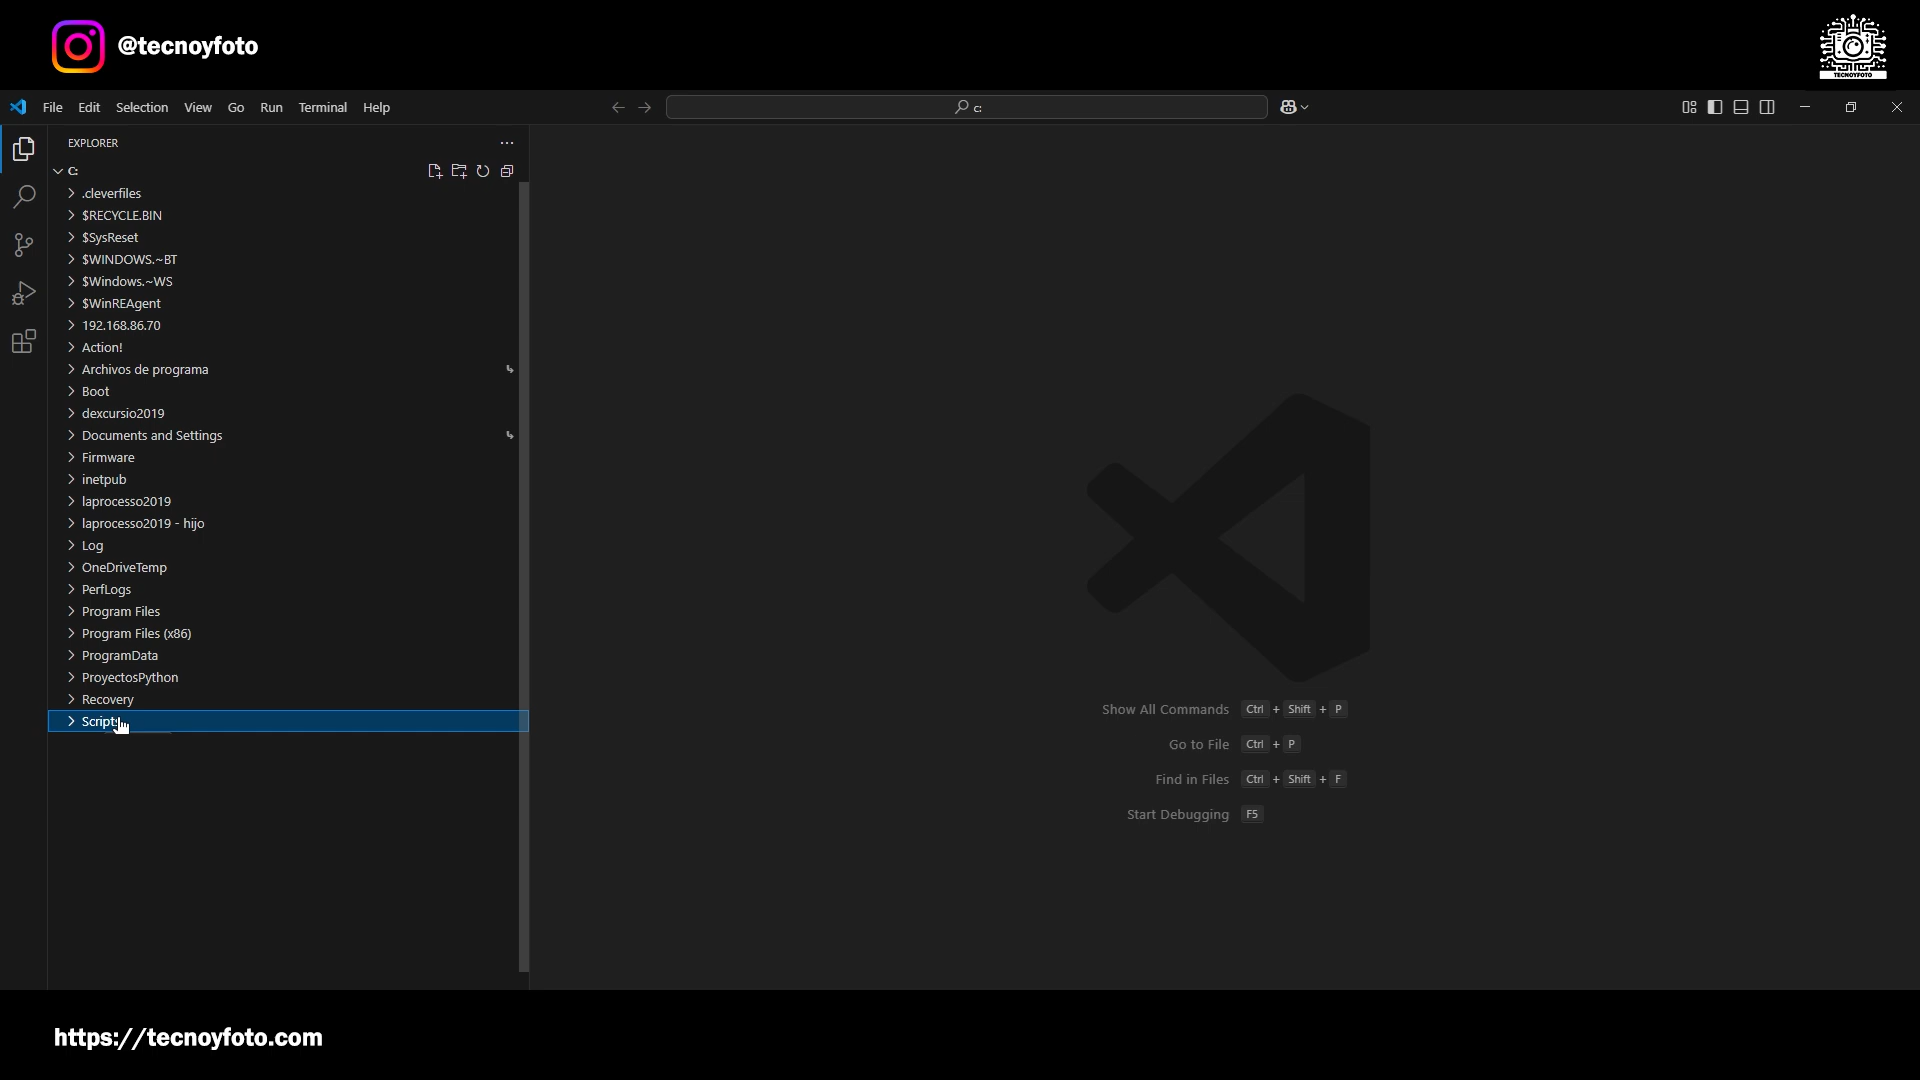 @tecnoyfoto
TECNOYFOTO
File Edit Selection View Go Run Terminal Help
c:
EXPLORER
C:
.cleverfiles
$RECYCLE.BIN
$SysReset
$WINDOWS.~BT
$Windows.~WS
$WinREAgent
192.168.86.70
Action!
Archivos de programa
Boot
dexcursio2019
Documents and Settings
Firmware
inetpub
laprocesso2019
laprocesso2019 - hijo
Log
OneDriveTemp
PerfLogs
Program Files
Program Files (x86)
ProgramData
ProyectosPython
Recovery
Scripts
Show All Commands Ctrl + Shift + P
Go to File Ctrl + P
Find in Files Ctrl + Shift + F
Start Debugging F5
https://tecnoyfoto.com